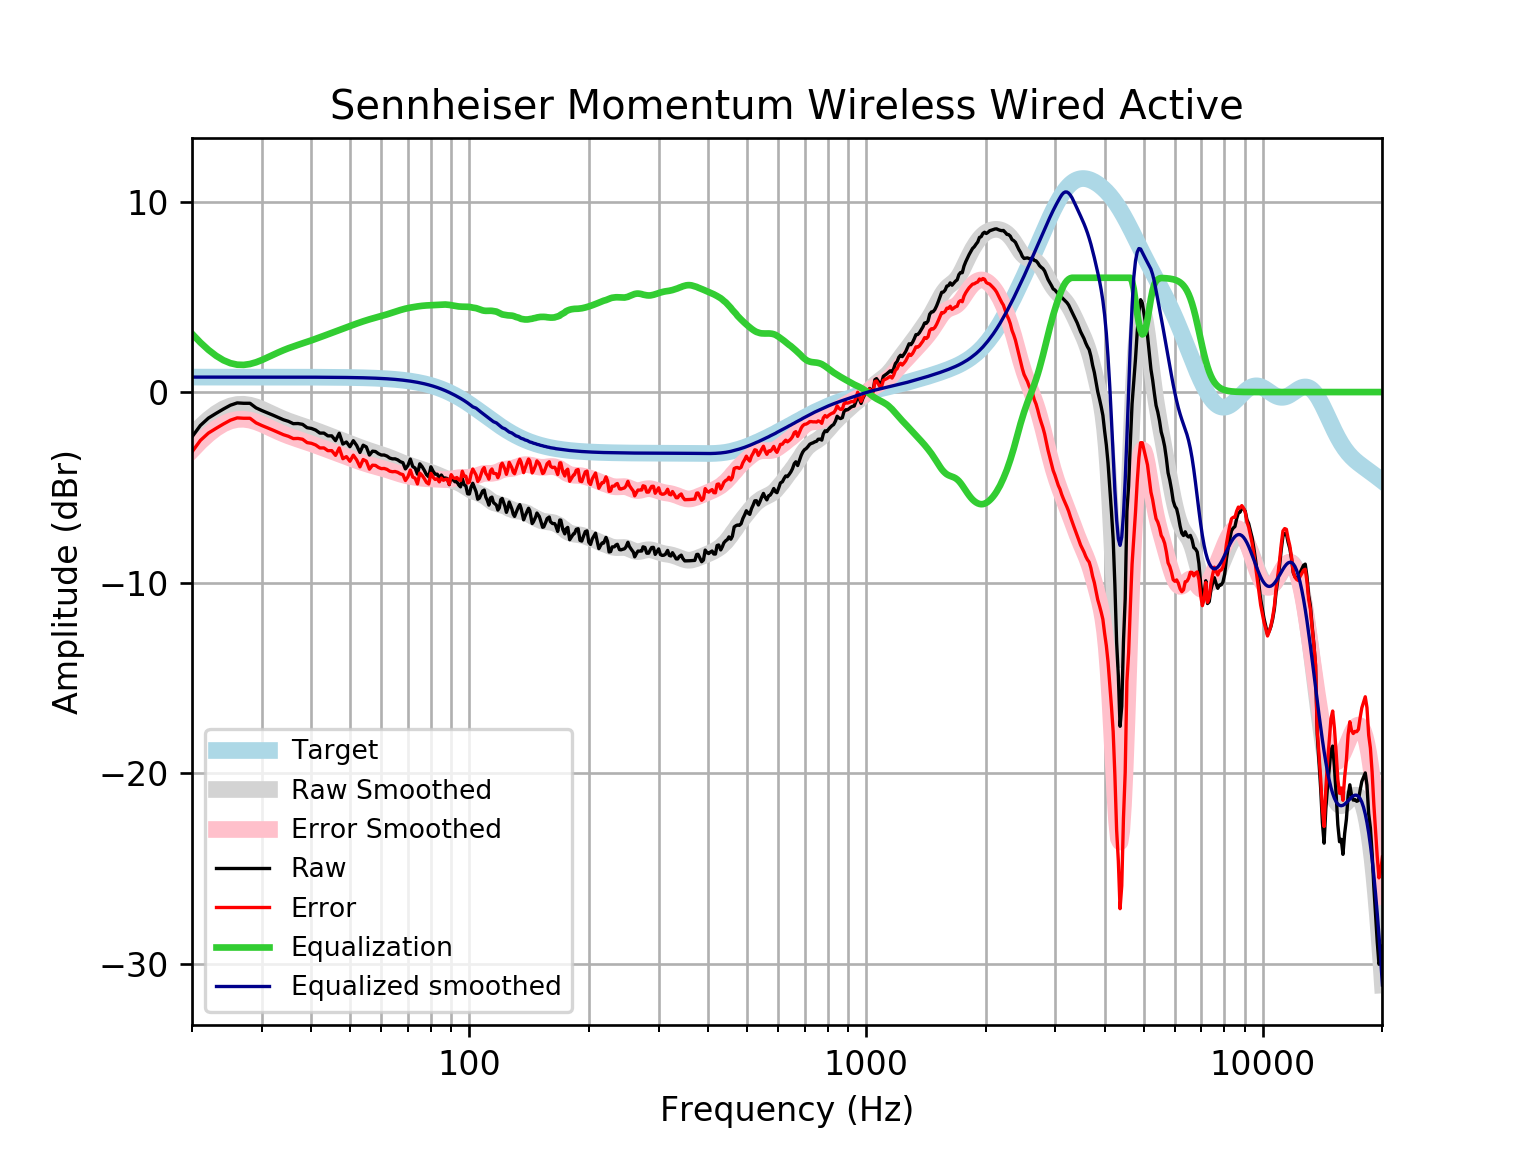 Sennheiser Momentum Wireless Wired Active
10
0
−10
−20
−30
Amplitude (dBr)
Target
Raw Smoothed
Error Smoothed
Raw
Error
Equalization
Equalized smoothed
100
1000
10000
Frequency (Hz)